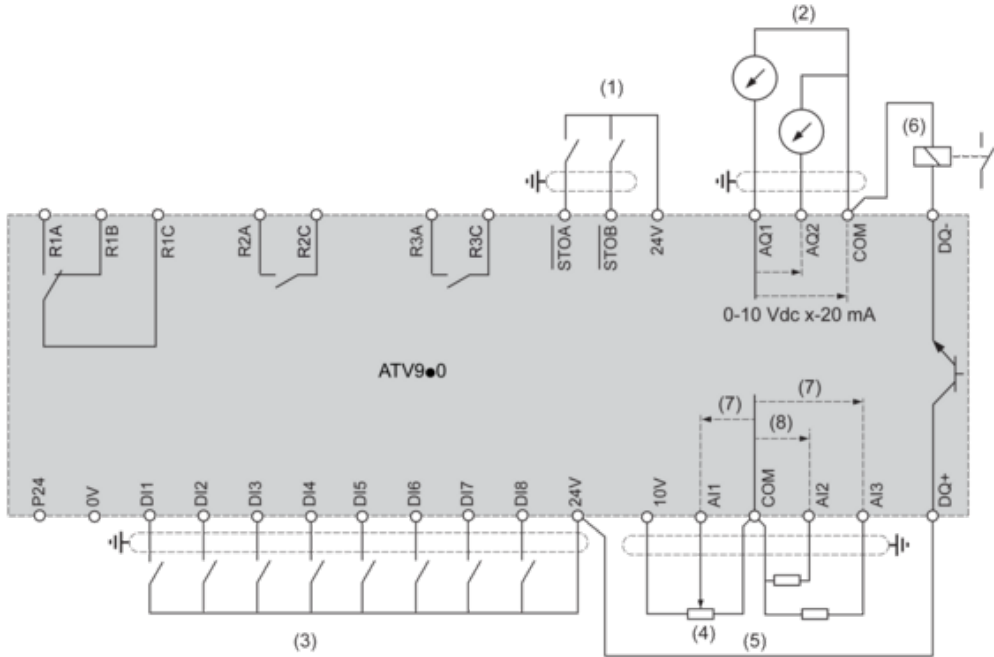 (2)
(1)
(6)
R1A R1B R1C R2A R2C R3A R3C STOA STOB 24V AQ1 AQ2 COM DQ-
0-10 Vdc x-20 mA
ATV9●0
(7)
(7)
(8)
P24 0V DI1 DI2 DI3 DI4 DI5 DI6 DI7 DI8 24V 10V AI1 COM AI2 AI3 DQ+
(3) (4) (5)